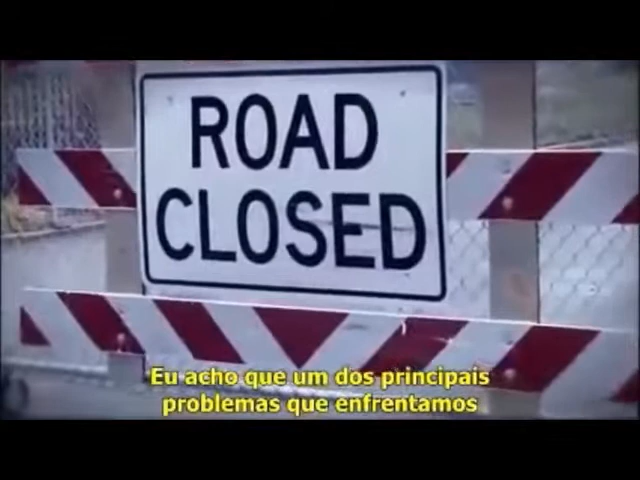 ROAD
CLOSED
Eu acho que um dos principais
problemas que enfrentamos